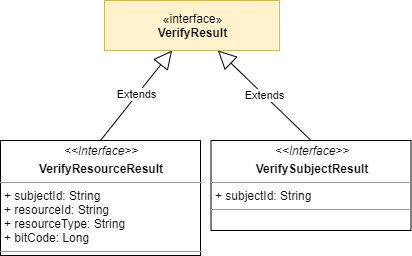 «interface»
VerifyResult
Extends
Extends
<<Interface>>
VerifyResourceResult
+ subjectId: String
+ resourceId: String
+ resourceType: String
+ bitCode: Long
<<Interface>>
VerifySubjectResult
+ subjectId: String